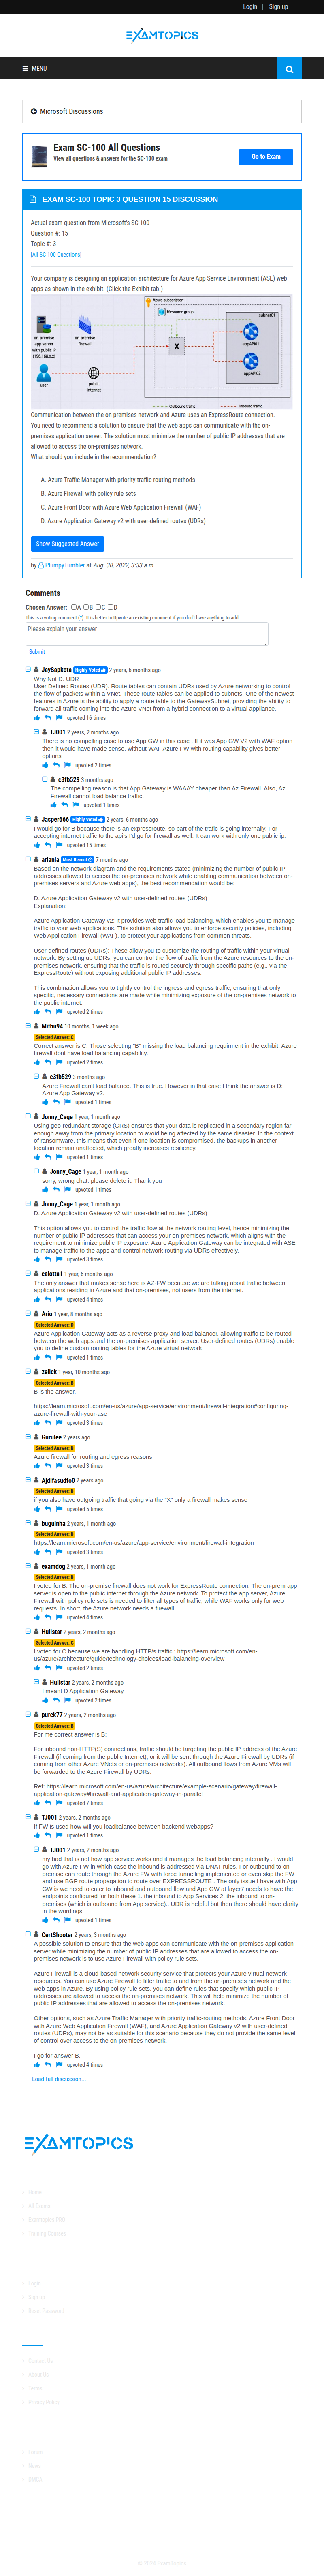 Login | Sign up
EXAMTOPICS
MENU
Microsoft Discussions
Exam SC-100 All Questions
View all questions & answers for the SC-100 exam
Go to Exam
EXAM SC-100 TOPIC 3 QUESTION 15 DISCUSSION
Actual exam question from Microsoft's SC-100
Question #: 15
Topic #: 3
[All SC-100 Questions]
Your company is designing an application architecture for Azure App Service Environment (ASE) web
apps as shown in the exhibit. (Click the Exhibit tab.)
Azure subscription
Resource group
subnet01
on-premise
app server
with public IP
(196.168.x.x)
on-premise
firewall
appAPI01
X
appAPI02
user
public
internet
Outbound traffic
Inbound traffic
Communication between the on-premises network and Azure uses an ExpressRoute connection.
You need to recommend a solution to ensure that the web apps can communicate with the on-
premises application server. The solution must minimize the number of public IP addresses that are
allowed to access the on-premises network.
What should you include in the recommendation?
A. Azure Traffic Manager with priority traffic-routing methods
B. Azure Firewall with policy rule sets
C. Azure Front Door with Azure Web Application Firewall (WAF)
D. Azure Application Gateway v2 with user-defined routes (UDRs)
Show Suggested Answer
by PlumpyTumbler at Aug. 30, 2022, 3:33 a.m.
Comments
Chosen Answer: A B C D
This is a voting comment (?). It is better to Upvote an existing comment if you don't have anything to add.
Please explain your answer
Submit
JaySapkota Highly Voted 2 years, 6 months ago
Why Not D. UDR
User Defined Routes (UDR). Route tables can contain UDRs used by Azure networking to control
the flow of packets within a VNet. These route tables can be applied to subnets. One of the newest
features in Azure is the ability to apply a route table to the GatewaySubnet, providing the ability to
forward all traffic coming into the Azure VNet from a hybrid connection to a virtual appliance.
upvoted 16 times
TJ001 2 years, 2 months ago
There is no compelling case to use App GW in this case . If it was App GW V2 with WAF option
then it would have made sense. without WAF Azure FW with routing capability gives better
options
upvoted 2 times
c3fb529 3 months ago
The compelling reason is that App Gateway is WAAAY cheaper than Az Firewall. Also, Az
Firewall cannot load balance traffic.
upvoted 1 times
Jasper666 Highly Voted 2 years, 6 months ago
I would go for B because there is an expressroute, so part of the traffic is going internally. For
accepting internet traffic to the api's I'd go for firewall as well. It can work with only one public ip.
upvoted 15 times
ariania Most Recent 7 months ago
Based on the network diagram and the requirements stated (minimizing the number of public IP
addresses allowed to access the on-premises network while enabling communication between on-
premises servers and Azure web apps), the best recommendation would be:
D. Azure Application Gateway v2 with user-defined routes (UDRs)
Explanation:
Azure Application Gateway v2: It provides web traffic load balancing, which enables you to manage
traffic to your web applications. This solution also allows you to enforce security policies, including
Web Application Firewall (WAF), to protect your applications from common threats.
User-defined routes (UDRs): These allow you to customize the routing of traffic within your virtual
network. By setting up UDRs, you can control the flow of traffic from the Azure resources to the on-
premises network, ensuring that the traffic is routed securely through specific paths (e.g., via the
ExpressRoute) without exposing additional public IP addresses.
This combination allows you to tightly control the ingress and egress traffic, ensuring that only
specific, necessary connections are made while minimizing exposure of the on-premises network to
the public internet.
upvoted 2 times
Mithu94 10 months, 1 week ago
Selected Answer: C
Correct answer is C. Those selecting "B" missing the load balancing requirment in the exhibit. Azure
firewall dont have load balancing capability.
upvoted 2 times
c3fb529 3 months ago
Azure Firewall can't load balance. This is true. However in that case I think the answer is D:
Azure App Gateway v2.
upvoted 1 times
Jonny_Cage 1 year, 1 month ago
Using geo-redundant storage (GRS) ensures that your data is replicated in a secondary region far
enough away from the primary location to avoid being affected by the same disaster. In the context
of ransomware, this means that even if one location is compromised, the backups in another
location remain unaffected, which greatly increases resiliency.
upvoted 1 times
Jonny_Cage 1 year, 1 month ago
sorry, wrong chat. please delete it. Thank you
upvoted 1 times
Jonny_Cage 1 year, 1 month ago
D. Azure Application Gateway v2 with user-defined routes (UDRs)
This option allows you to control the traffic flow at the network routing level, hence minimizing the
number of public IP addresses that can access your on-premises network, which aligns with the
requirement to minimize public IP exposure. Azure Application Gateway can be integrated with ASE
to manage traffic to the apps and control network routing via UDRs effectively.
upvoted 3 times
calotta1 1 year, 6 months ago
The only answer that makes sense here is AZ-FW because we are talking about traffic between
applications residing in Azure and that on-premises, not users from the internet.
upvoted 4 times
Ario 1 year, 8 months ago
Selected Answer: D
Azure Application Gateway acts as a reverse proxy and load balancer, allowing traffic to be routed
between the web apps and the on-premises application server. User-defined routes (UDRs) enable
you to define custom routing tables for the Azure virtual network
upvoted 1 times
zellck 1 year, 10 months ago
Selected Answer: B
B is the answer.
https://learn.microsoft.com/en-us/azure/app-service/environment/firewall-integration#configuring-
azure-firewall-with-your-ase
upvoted 3 times
Gurulee 2 years ago
Selected Answer: B
Azure firewall for routing and egress reasons
upvoted 3 times
Ajdlfasudfo0 2 years ago
Selected Answer: B
if you also have outgoing traffic that going via the "X" only a firewall makes sense
upvoted 5 times
buguinha 2 years, 1 month ago
Selected Answer: B
https://learn.microsoft.com/en-us/azure/app-service/environment/firewall-integration
upvoted 3 times
examdog 2 years, 1 month ago
Selected Answer: B
I voted for B. The on-premise firewall does not work for ExpressRoute connection. The on-prem app
server is open to the public internet through the Azure network. To protect the app server, Azure
Firewall with policy rule sets is needed to filter all types of traffic, while WAF works only for web
requests. In short, the Azure network needs a firewall.
upvoted 4 times
Hullstar 2 years, 2 months ago
Selected Answer: C
I voted for C because we are handling HTTP/s traffic : https://learn.microsoft.com/en-
us/azure/architecture/guide/technology-choices/load-balancing-overview
upvoted 2 times
Hullstar 2 years, 2 months ago
I meant D Application Gateway
upvoted 2 times
purek77 2 years, 2 months ago
Selected Answer: B
For me correct answer is B:
For inbound non-HTTP(S) connections, traffic should be targeting the public IP address of the Azure
Firewall (if coming from the public Internet), or it will be sent through the Azure Firewall by UDRs (if
coming from other Azure VNets or on-premises networks). All outbound flows from Azure VMs will
be forwarded to the Azure Firewall by UDRs.
Ref: https://learn.microsoft.com/en-us/azure/architecture/example-scenario/gateway/firewall-
application-gateway#firewall-and-application-gateway-in-parallel
upvoted 7 times
TJ001 2 years, 2 months ago
If FW is used how will you loadbalance between backend webapps?
upvoted 1 times
TJ001 2 years, 2 months ago
my bad that is not how app service works and it manages the load balancing internally . I would
go with Azure FW in which case the inbound is addressed via DNAT rules. For outbound to on-
premise can route through the Azure FW with forced tunneling configured or can even skip the FW
and use BGP route propagation to route over EXPRESSROUTE . The only issue I have with App
GW is we need to cater to inbound and outbound flow and App GW at layer7 needs to have the
endpoints configured for both these 1. the inbound to App Services 2. the inbound to on-
premises (which is outbound from App service).. UDR is helpful but there should have clarity
in the wordings
upvoted 1 times
CertShooter 2 years, 3 months ago
A possible solution to ensure that the web apps can communicate with the on-premises application
server while minimizing the number of public IP addresses that are allowed to access the on-
premises network is to use Azure Firewall with policy rule sets.
Azure Firewall is a cloud-based network security service that protects your Azure virtual network
resources. You can use Azure Firewall to filter traffic to and from the on-premises network and the
web apps in Azure. By using policy rule sets, you can define rules that specify which public IP
addresses are allowed to access the on-premises network. This will help minimize the number of
public IP addresses that are allowed to access the on-premises network.
Other options, such as Azure Traffic Manager with priority traffic-routing methods, Azure Front Door
with Azure Web Application Firewall (WAF), and Azure Application Gateway v2 with user-defined
routes (UDRs), may not be as suitable for this scenario because they do not provide the same level
of control over access to the on-premises network.
I go for answer B.
upvoted 4 times
Load full discussion...
EXAMTOPICS